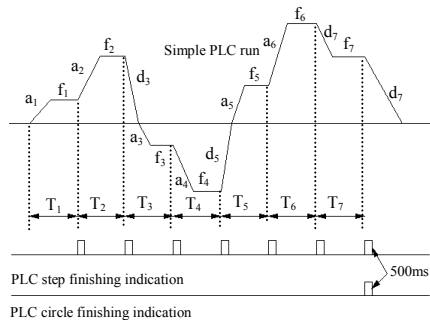 f6
a6
d7
Simple PLC run
f2
f7
a2
d3
f5
d7
a1
f1
a5
a3
f3
d5
a4
f4
T1
T2
T3
T4
T5
T6
T7
500ms
PLC step finishing indication
PLC circle finishing indication